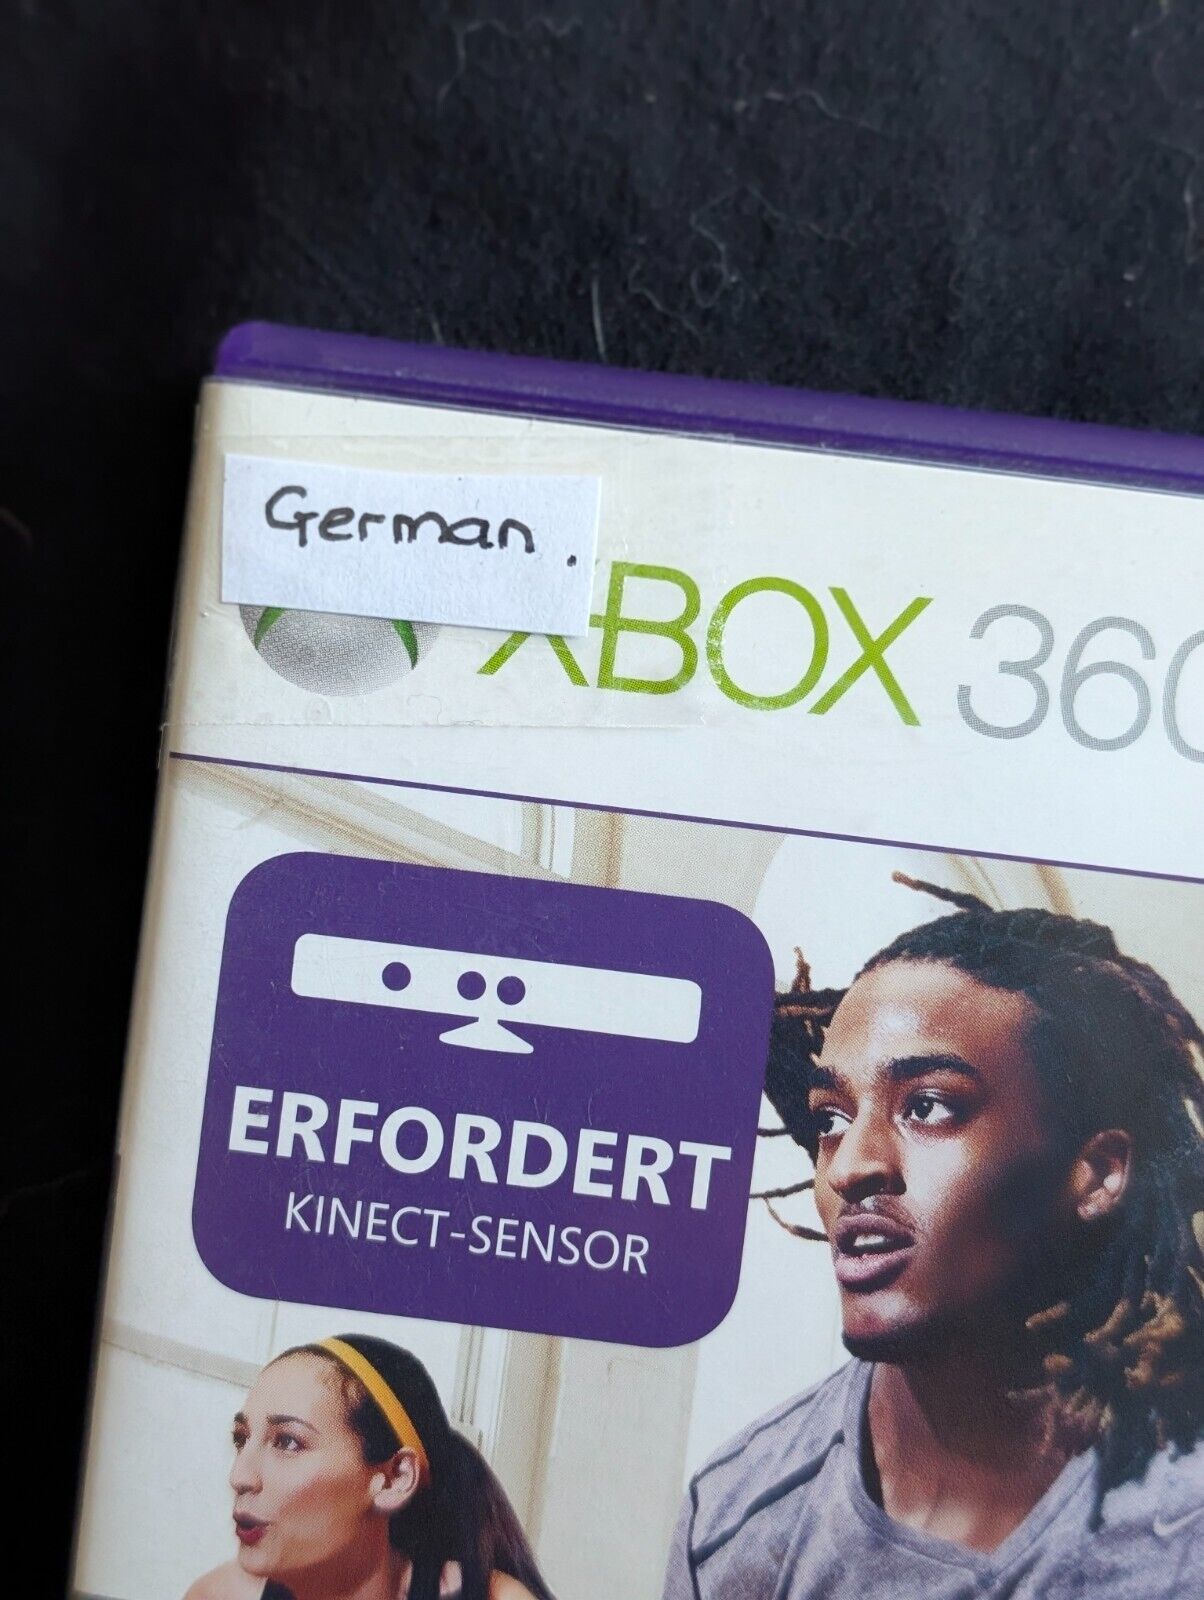 German.
XBOX 360
ERFORDERT
KINECT-SENSOR